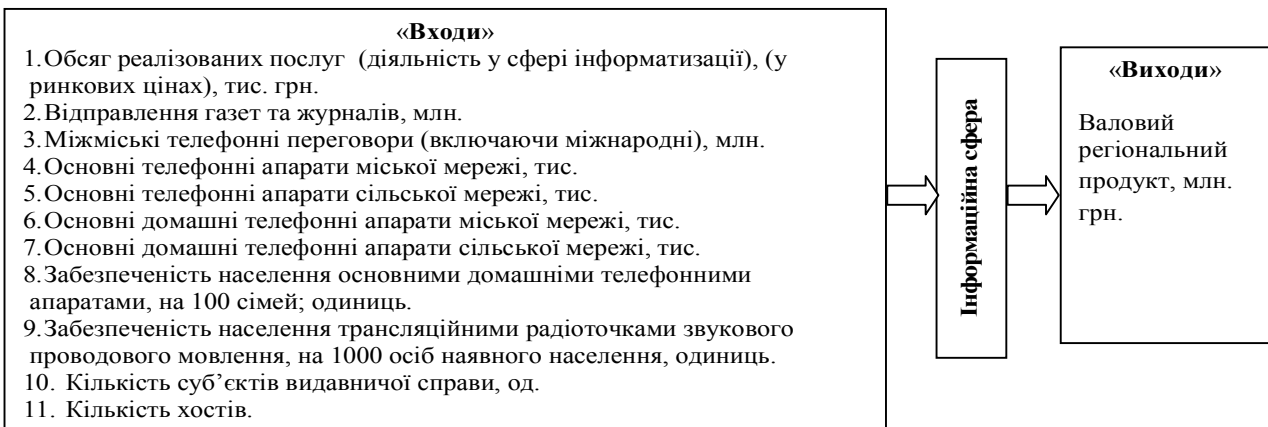 «Входи»
1.Обсяг реалізованих послуг (діяльність у сфері інформатизації), (у
ринкових цінах), тис. грн.
2.Відправлення газет та журналів, млн.
3.Міжміські телефонні переговори (включаючи міжнародні), млн.
4.Основні телефонні апарати міської мережі, тис.
5.Основні телефонні апарати сільської мережі, тис.
6.Основні домашні телефонні апарати міської мережі, тис.
7.Основні домашні телефонні апарати сільської мережі, тис.
8.Забезпеченість населення основними домашніми телефонними
апаратами, на 100 сімей; одиниць.
9.Забезпеченість населення трансляційними радіоточками звукового
проводового мовлення, на 1000 осіб наявного населення, одиниць.
10. Кількість суб’єктів видавничої справи, од.
11. Кількість хостів.
Інформаційна сфера
«Виходи»
Валовий
регіональний
продукт, млн.
грн.